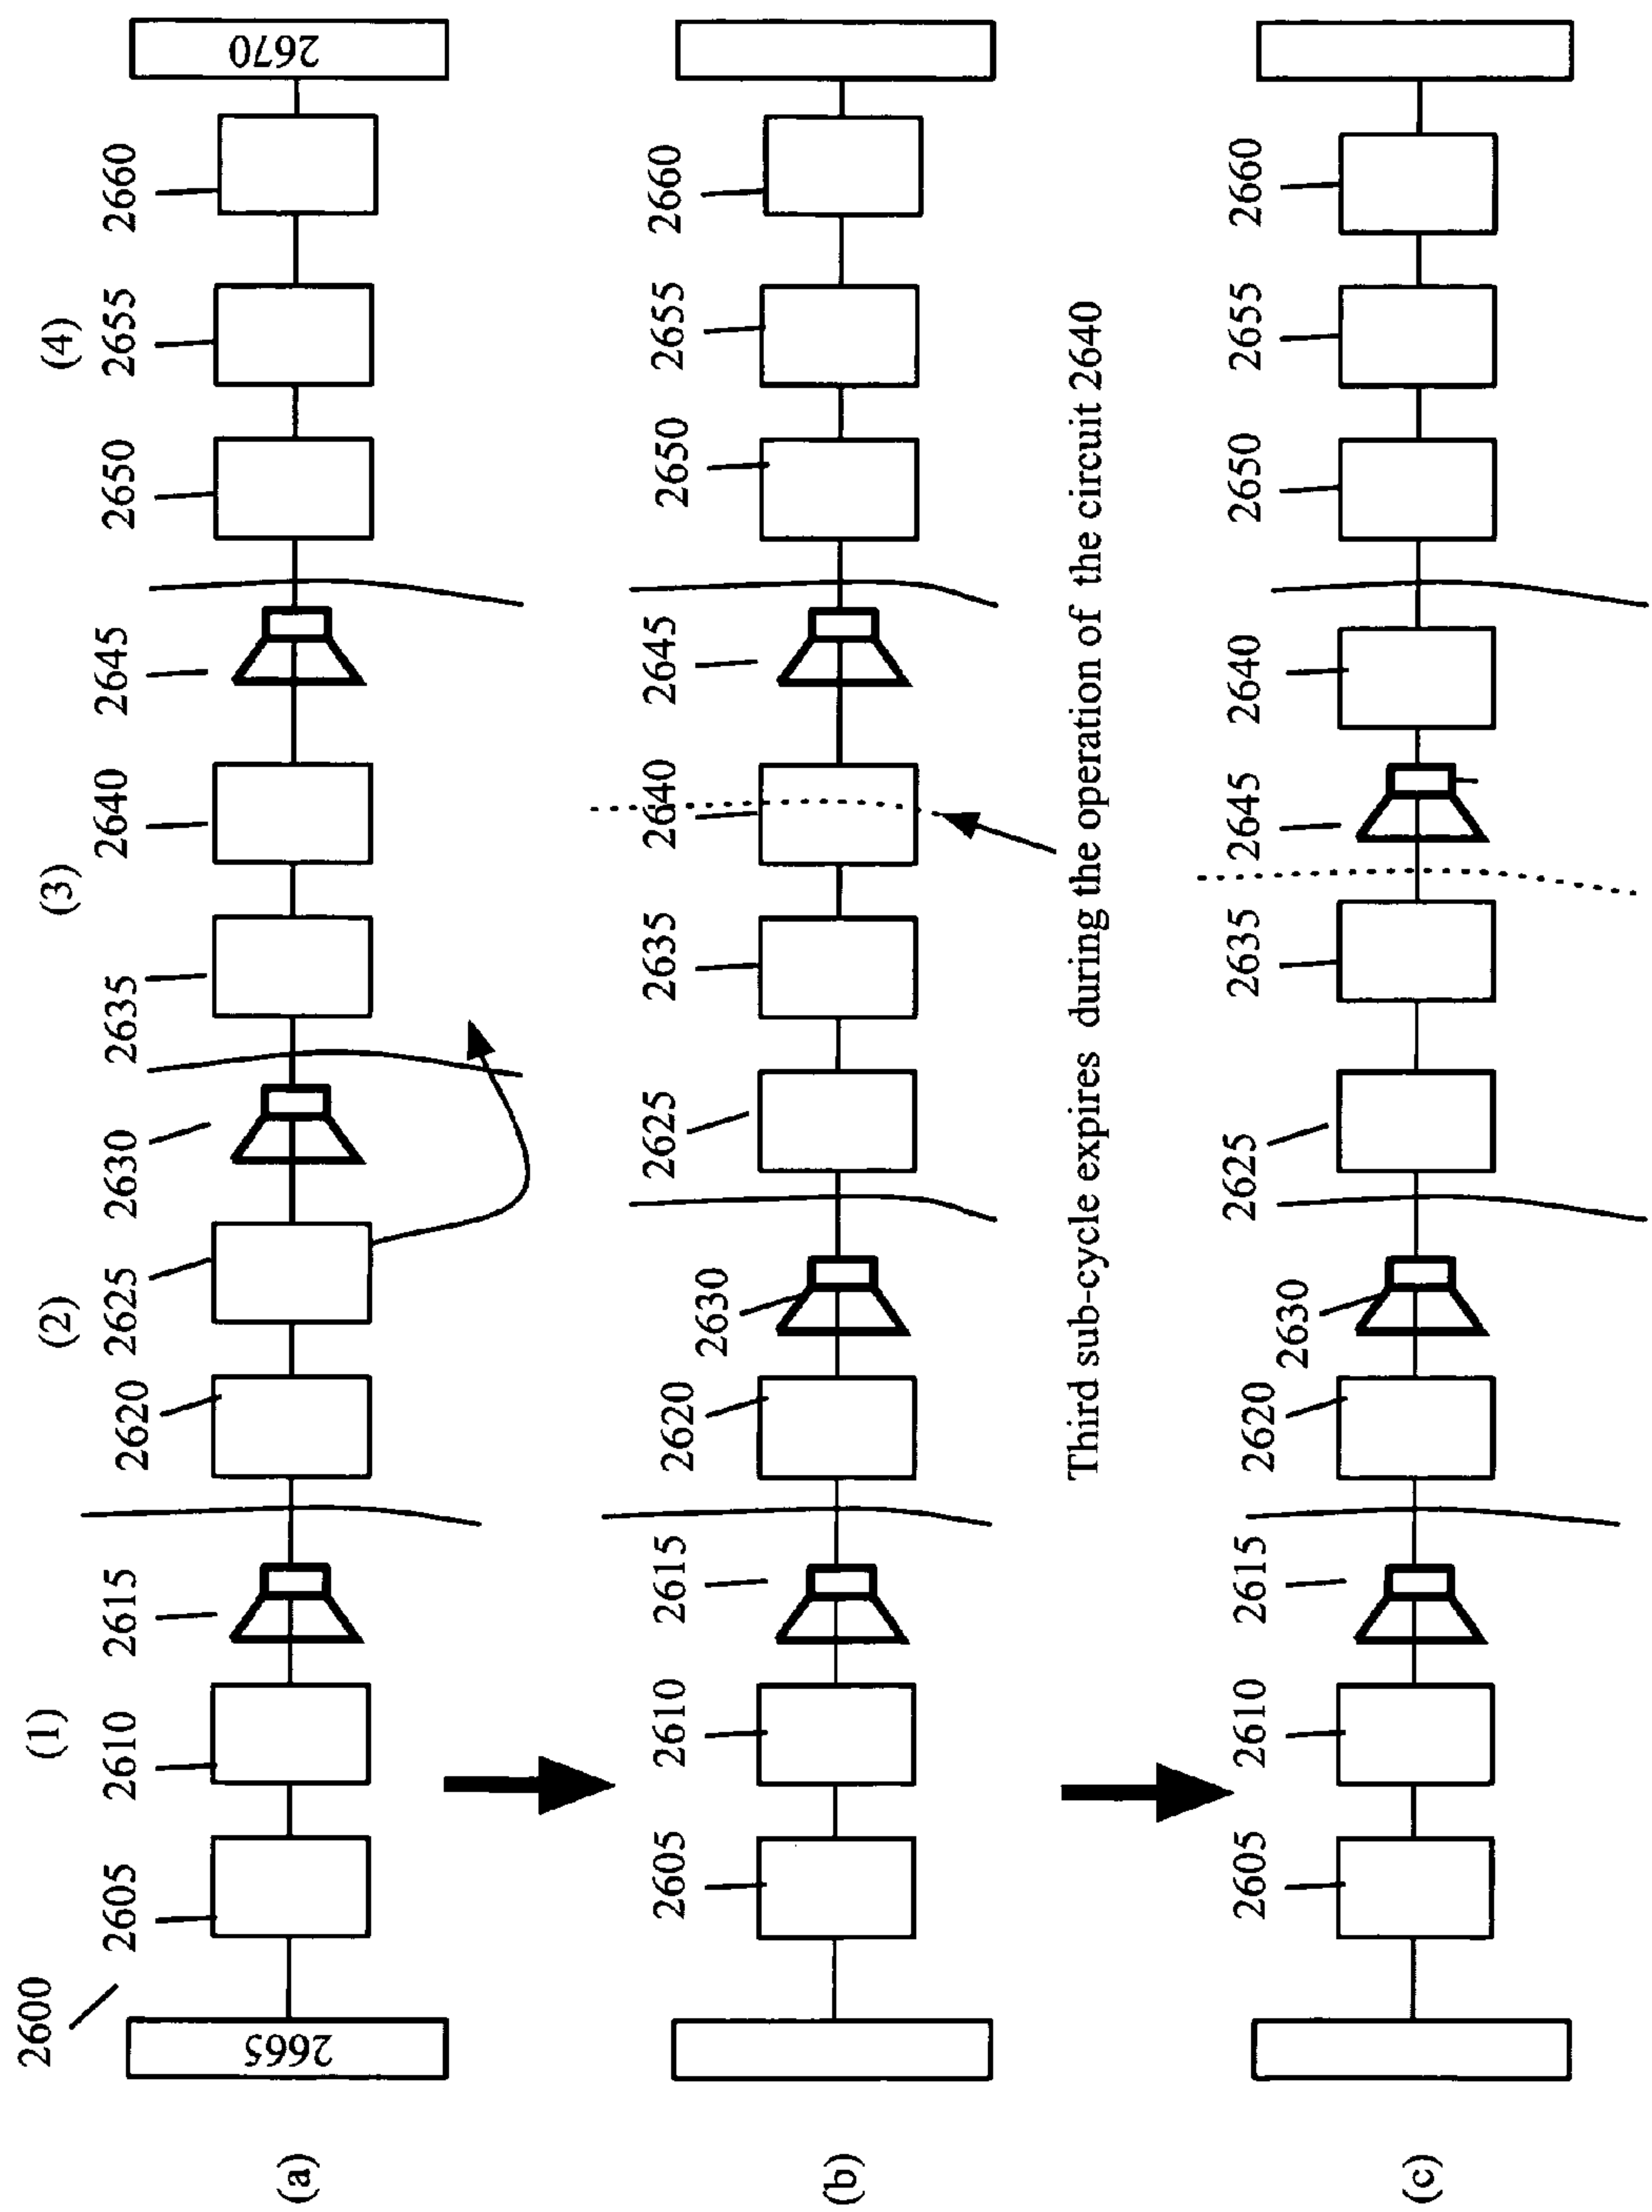 2600 (1) (2) (3) (4)
2605 2610 2615 2620 2625 2630 2635 2640 2645 2650 2655 2660
(a) 2665 2670
2605 2610 2615 2620 2630 2625 2635 2640 2645 2650 2655 2660
(b)
Third sub-cycle expires during the operation of the circuit 2640
2605 2610 2615 2620 2630 2625 2635 2645 2640 2650 2655 2660
(c)